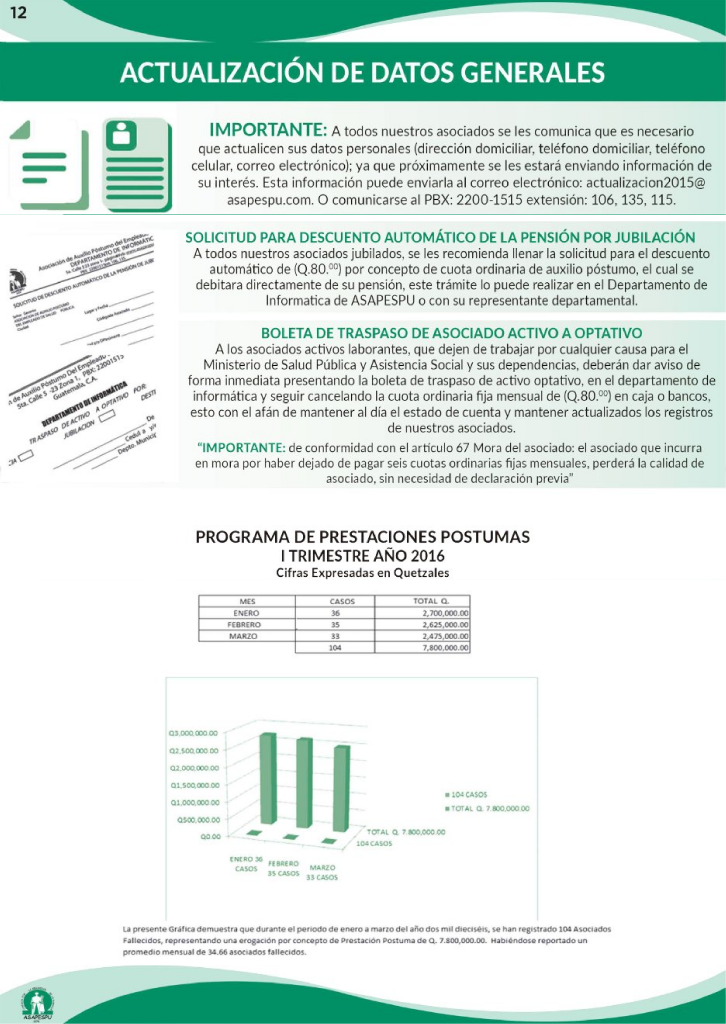 12
ACTUALIZACIÓN DE DATOS GENERALES
IMPORTANTE: A todos nuestros asociados se les comunica que es necesario
que actualicen sus datos personales (dirección domiciliar, teléfono domiciliar, teléfono
celular, correo electrónico); ya que próximamente se les estará enviando información de
su interés. Esta información puede enviarla al correo electrónico: actualizacion2015@
asapespu.com. O comunicarse al PBX: 2200-1515 extensión: 106, 135, 115.
SOLICITUD PARA DESCUENTO AUTOMÁTICO DE LA PENSIÓN POR JUBILACIÓN
A todos nuestros asociados jubilados, se les recomienda llenar la solicitud para el descuento
automático de (Q.80.00) por concepto de cuota ordinaria de auxilio póstumo, el cual se
debitara directamente de su pensión, este trámite lo puede realizar en el Departamento de
Informatica de ASAPESPU o con su representante departamental.
Asociación de Auxilio Póstumo del Emplead
DEPARTAMENTO DE INFORMATIC
SOLICITUD DE DESCUENTO AUTOMATICO DE LA PENSION DE JUB
BOLETA DE TRASPASO DE ASOCIADO ACTIVO A OPTATIVO
A los asociados activos laborantes, que dejen de trabajar por cualquier causa para el
Ministerio de Salud Pública y Asistencia Social y sus dependencias, deberán dar aviso de
forma inmediata presentando la boleta de traspaso de activo optativo, en el departamento de
informática y seguir cancelando la cuota ordinaria fija mensual de (Q.80.00) en caja o bancos,
esto con el afán de mantener al día el estado de cuenta y mantener actualizados los registros
de nuestros asociados.
n de Auxilio Póstumo Del Empleadu
5ta. Calle 5 -23 Zona 1, PBX: 22001515
Guatemala, C.A.
DEPARTAMENTO DE INFORMÁTICA
TRASPASO DE ACTIVO A OPTATIVO POR:
JUBILACION
DESTI
De
Cedul a y/o
Depto. Municip
"IMPORTANTE: de conformidad con el artículo 67 Mora del asociado: el asociado que incurra
en mora por haber dejado de pagar seis cuotas ordinarias fijas mensuales, perderá la calidad de
asociado, sin necesidad de declaración previa"
PROGRAMA DE PRESTACIONES POSTUMAS
I TRIMESTRE AÑO 2016
Cifras Expresadas en Quetzales
MES CASOS TOTAL Q.
ENERO 36 2,700,000.00
FEBRERO 35 2,625,000.00
MARZO 33 2,475,000.00
104 7,800,000.00
Q3,000,000.00
Q2,500,000.00
Q2,000,000.00
Q1,500,000.00
Q1,000,000.00
Q500,000.00
Q0.00
ENERO 36
CASOS
FEBRERO
35 CASOS
MARZO
33 CASOS
TOTAL Q. 7.800,000.00
104 CASOS
104 CASOS
TOTAL Q. 7.800,000.00
La presente Gráfica demuestra que durante el periodo de enero a marzo del año dos mil dieciséis, se han registrado 104 Asociados
Fallecidos, representando una erogación por concepto de Prestación Postuma de Q. 7.800,000.00. Habiéndose reportado un
promedio mensual de 34.66 asociados fallecidos.
ASAPESPU